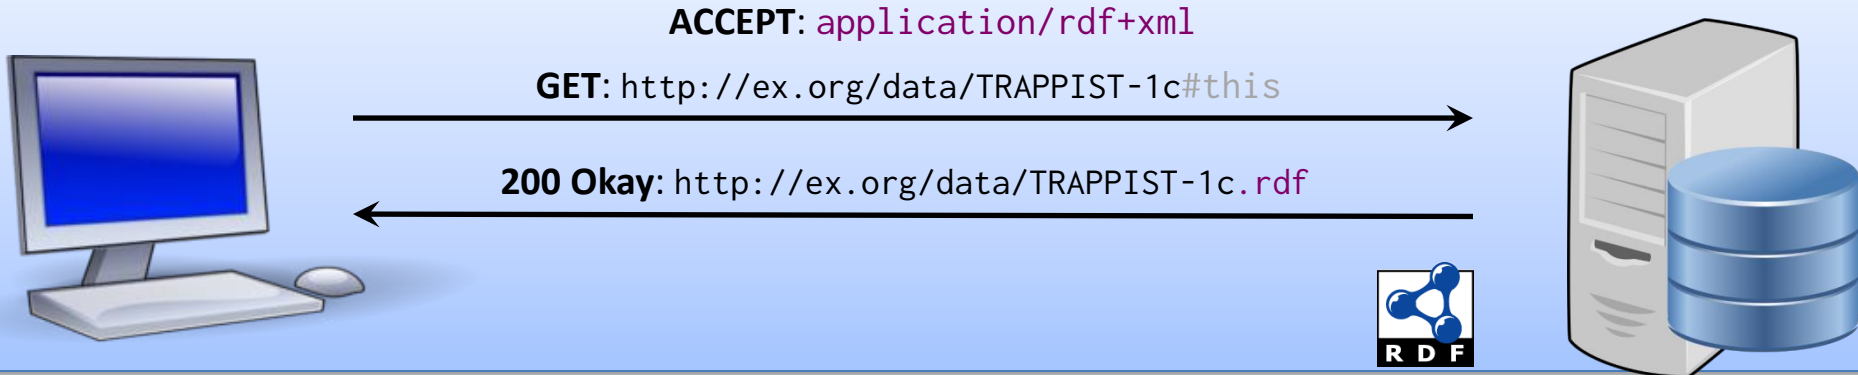 ACCEPT: application/rdf+xml
GET: http://ex.org/data/TRAPPIST-1c#this
200 Okay: http://ex.org/data/TRAPPIST-1c.rdf
RDF